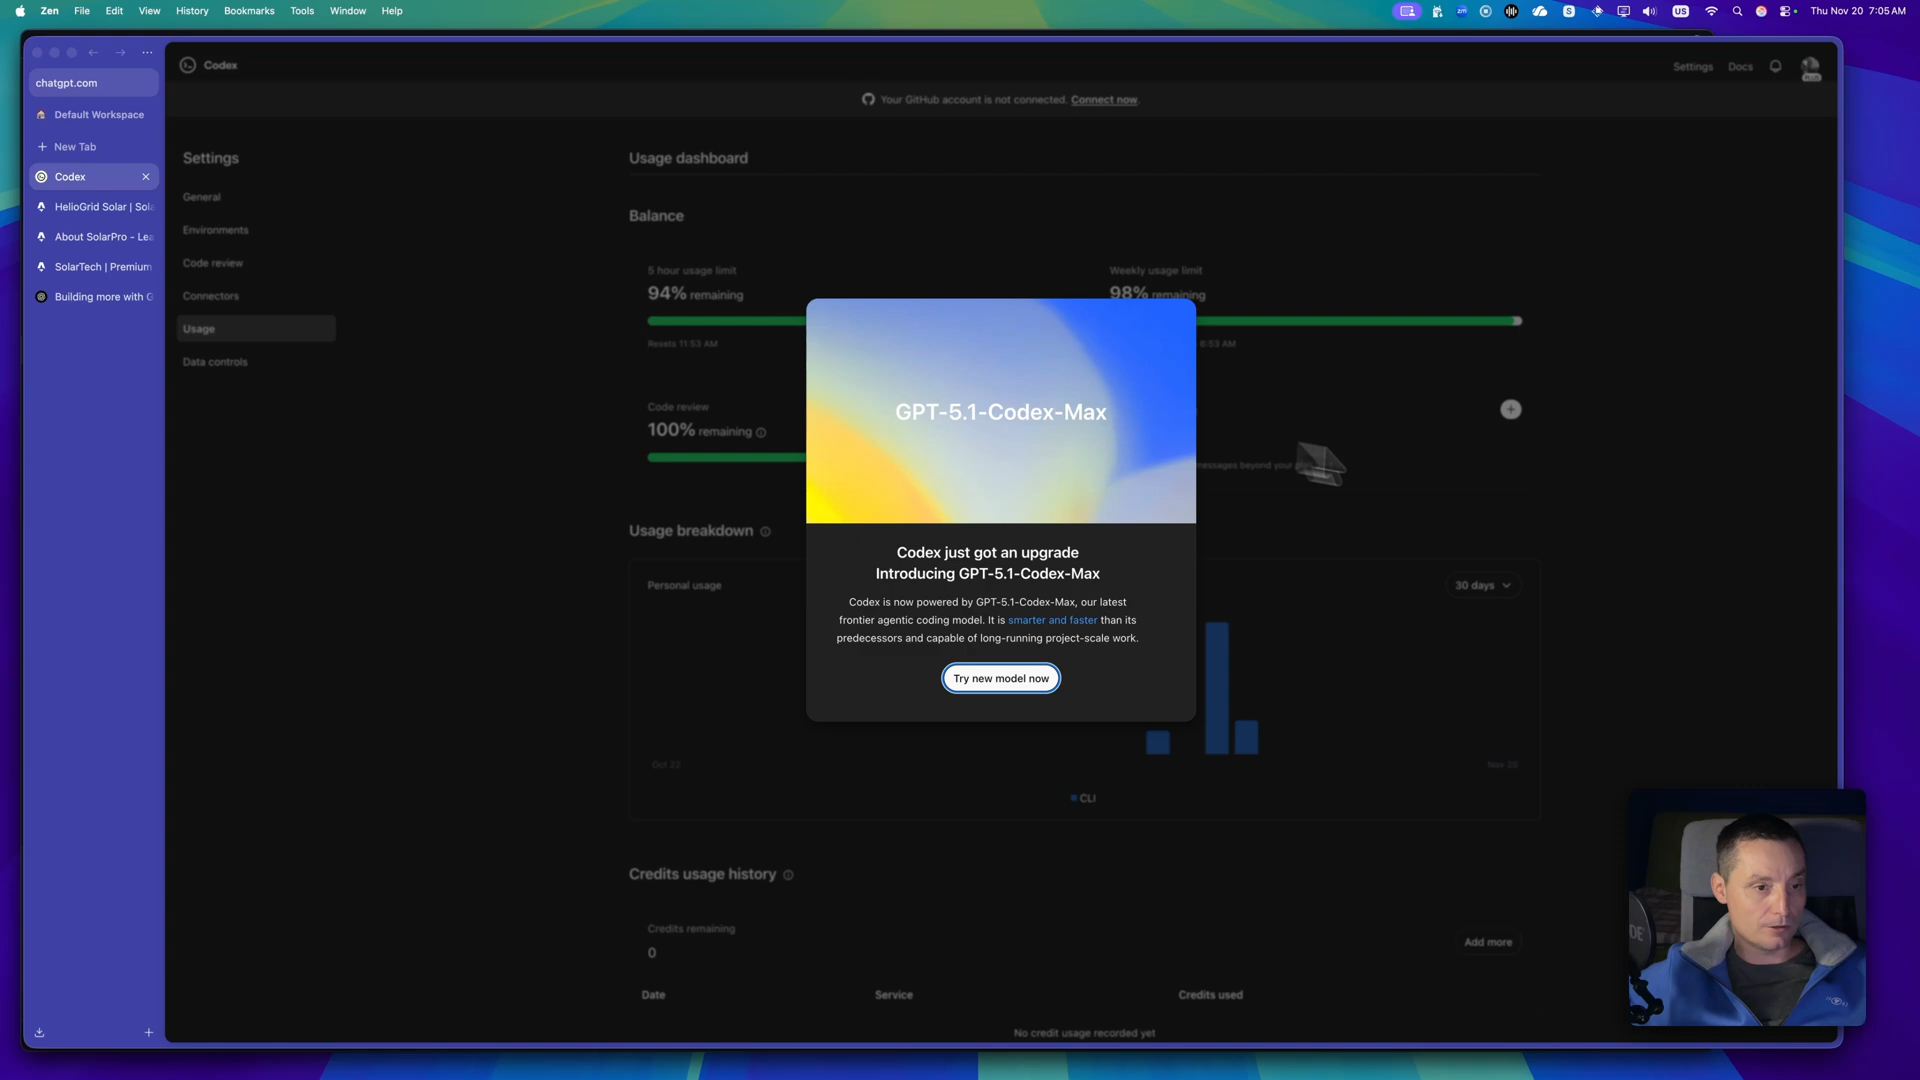 Zen File Edit View History Bookmarks Tools Window Help
zm S US Thu Nov 20 7:05 AM
chatgpt.com
Default Workspace
New Tab
Codex
HelioGrid Solar | Sola
About SolarPro - Lea
SolarTech | Premium
Building more with G
Codex
Settings Docs
PLUS
Your GitHub account is not connected. Connect now.
Settings
General
Environments
Code review
Connectors
Usage
Data controls
Usage dashboard
Balance
5 hour usage limit
94% remaining
Resets 11:53 AM
Weekly usage limit
98% remaining
6:53 AM
Code review
100% remaining
messages beyond your
Usage breakdown
Personal usage
30 days
Oct 22
Nov 20
CLI
Credits usage history
Credits remaining
0
Add more
Date Service Credits used
No credit usage recorded yet
GPT-5.1-Codex-Max
Codex just got an upgrade
Introducing GPT-5.1-Codex-Max
Codex is now powered by GPT-5.1-Codex-Max, our latest
frontier agentic coding model. It is smarter and faster than its
predecessors and capable of long-running project-scale work.
Try new model now